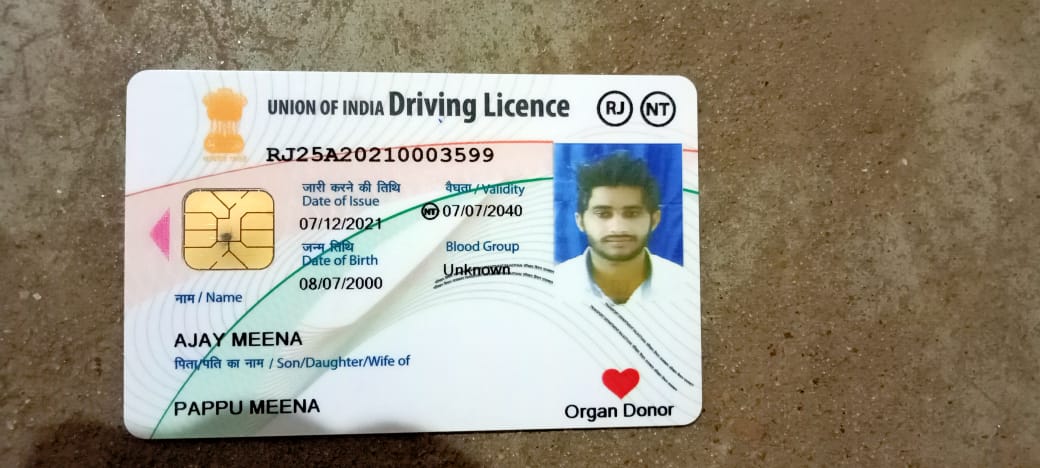 UNION OF INDIA Driving Licence RJ NT
RJ25A20210003599
जारी करने की तिथि वैघता / Validity
Date of Issue
07/12/2021 NT 07/07/2040
जन्म तिथि Blood Group
Date of Birth
Unknown
08/07/2000
नाम / Name
AJAY MEENA
पिता/पति का नाम / Son/Daughter/Wife of
PAPPU MEENA
Organ Donor